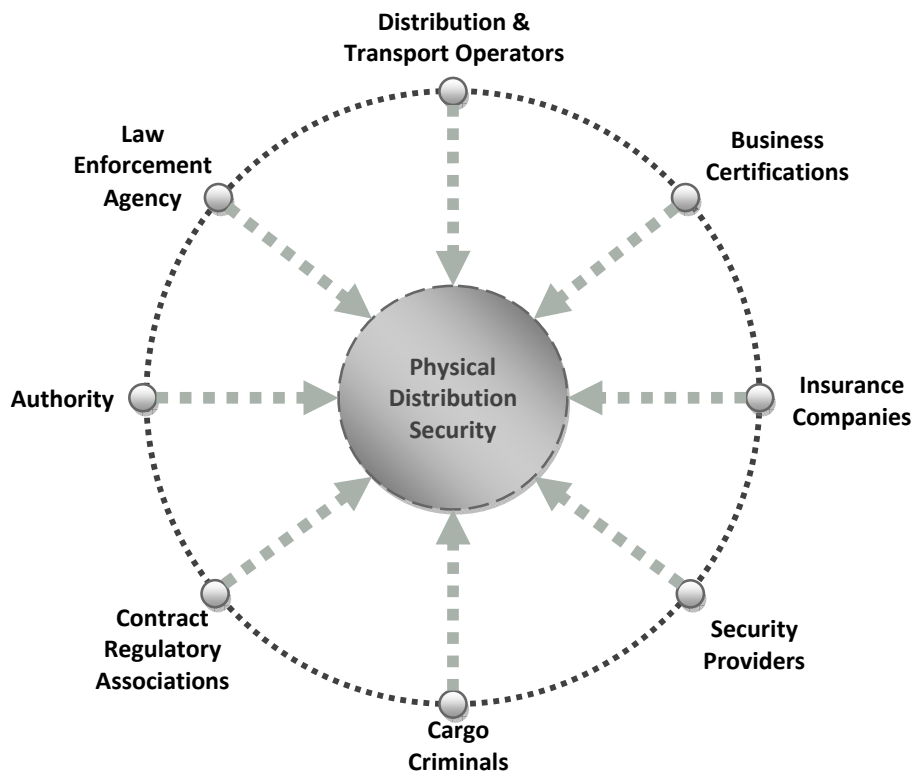 Distribution &
Transport Operators
Law
Enforcement
Agency
Business
Certifications
Physical
Distribution
Security
Authority
Insurance
Companies
Contract
Regulatory
Associations
Security
Providers
Cargo
Criminals